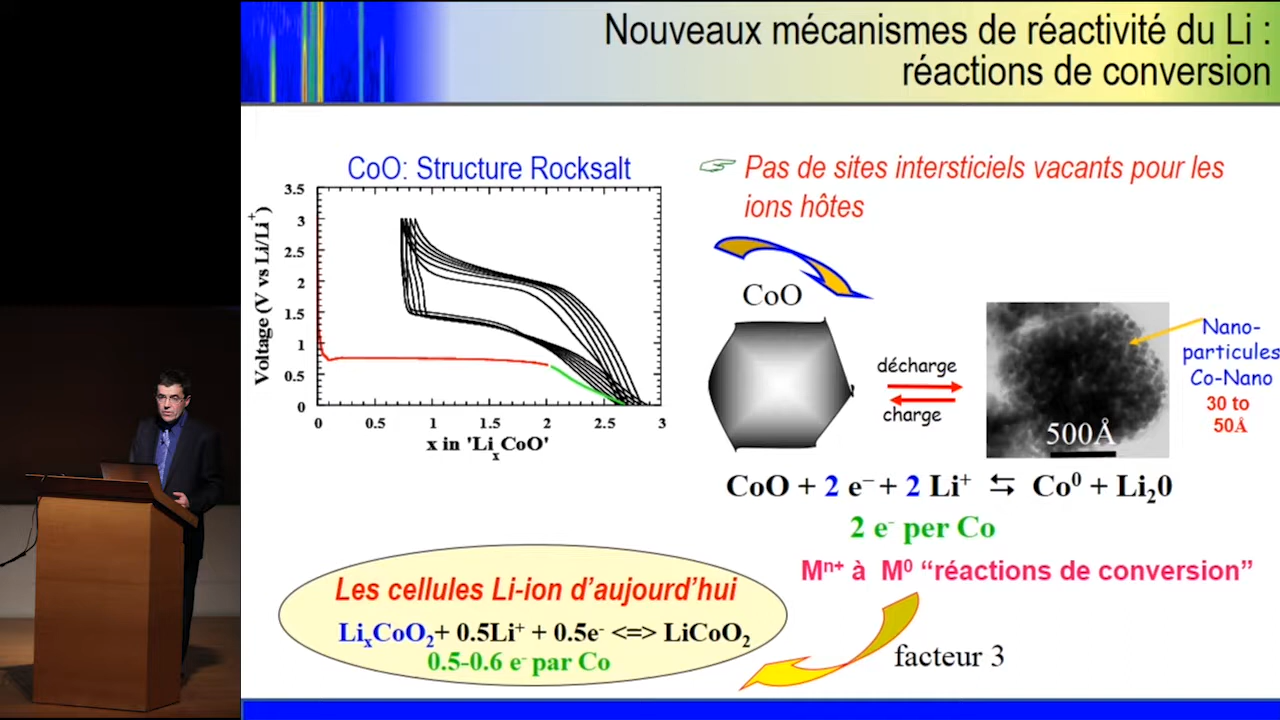 Nouveaux mécanismes de réactivité du Li :
réactions de conversion
CoO: Structure Rocksalt
Pas de sites intersticiels vacants pour les
ions hôtes
Voltage (V vs Li/Li⁺)
3.5
3
2.5
2
1.5
1
0.5
0
0 0.5 1 1.5 2 2.5 3
x in 'LiₓCoO'
CoO
décharge
charge
500Å
Nano-
particules
Co-Nano
30 to
50Å
CoO + 2 e⁻ + 2 Li⁺ ⇆ Co⁰ + Li₂0
2 e⁻ per Co
Mⁿ⁺ à M⁰ “réactions de conversion”
Les cellules Li-ion d’aujourd’hui
LiₓCoO₂+ 0.5Li⁺ + 0.5e⁻ <=> LiCoO₂
0.5-0.6 e⁻ par Co
facteur 3